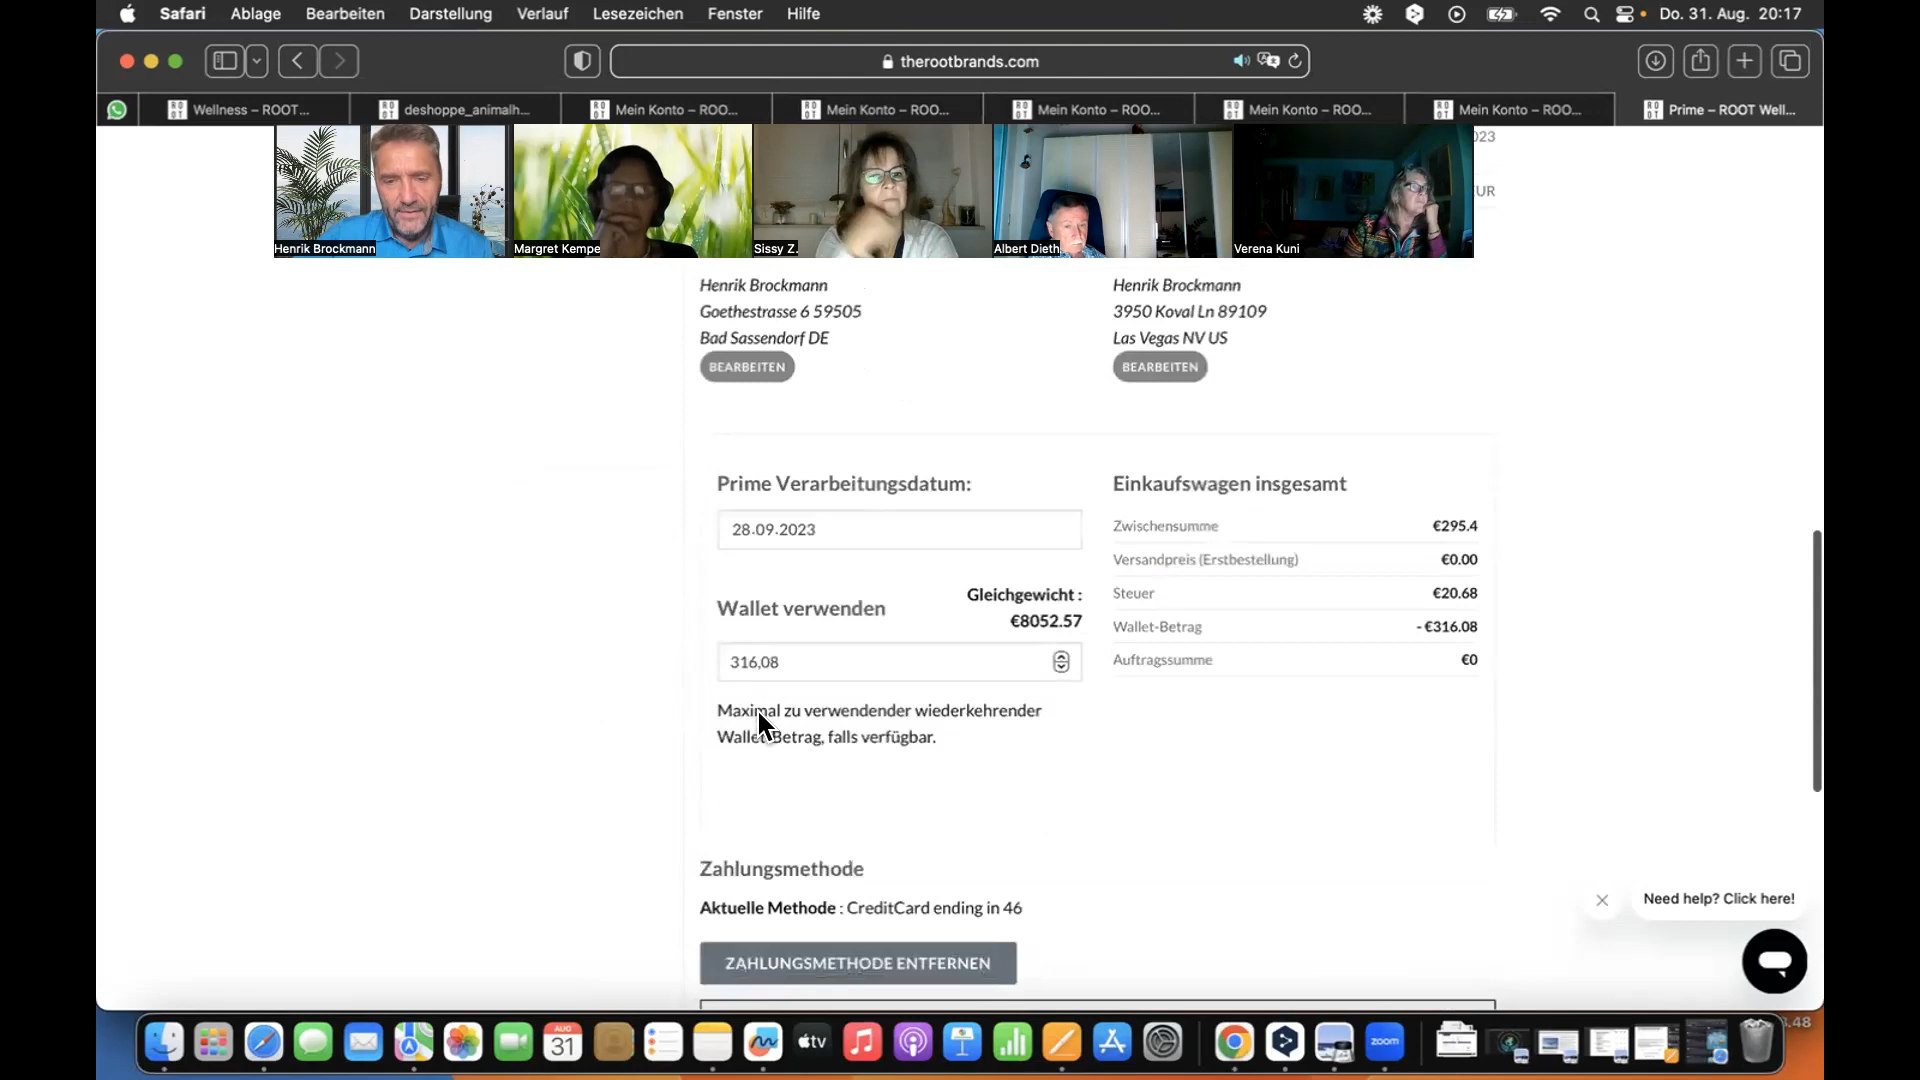 Safari Ablage Bearbeiten Darstellung Verlauf Lesezeichen Fenster Hilfe Do. 31. Aug. 20:17
therootbrands.com
Wellness – ROOT... deshoppe_animalh... Mein Konto – ROO... Mein Konto – ROO... Mein Konto – ROO... Mein Konto – ROO... Mein Konto – ROO... Prime – ROOT Well...
Henrik Brockmann Margret Kempe Sissy Z. Albert Dieth Verena Kuni
Henrik Brockmann
Goethestrasse 6 59505
Bad Sassendorf DE
BEARBEITEN
Henrik Brockmann
3950 Koval Ln 89109
Las Vegas NV US
BEARBEITEN
Prime Verarbeitungsdatum:
28.09.2023
Wallet verwenden
Gleichgewicht :
€8052.57
316,08
Maximal zu verwendender wiederkehrender
Wallet-Betrag, falls verfügbar.
Einkaufswagen insgesamt
Zwischensumme €295.4
Versandpreis (Erstbestellung) €0.00
Steuer €20.68
Wallet-Betrag - €316.08
Auftragssumme €0
Zahlungsmethode
Aktuelle Methode : CreditCard ending in 46
ZAHLUNGSMETHODE ENTFERNEN
Need help? Click here!
AUG
31
tv
zoom